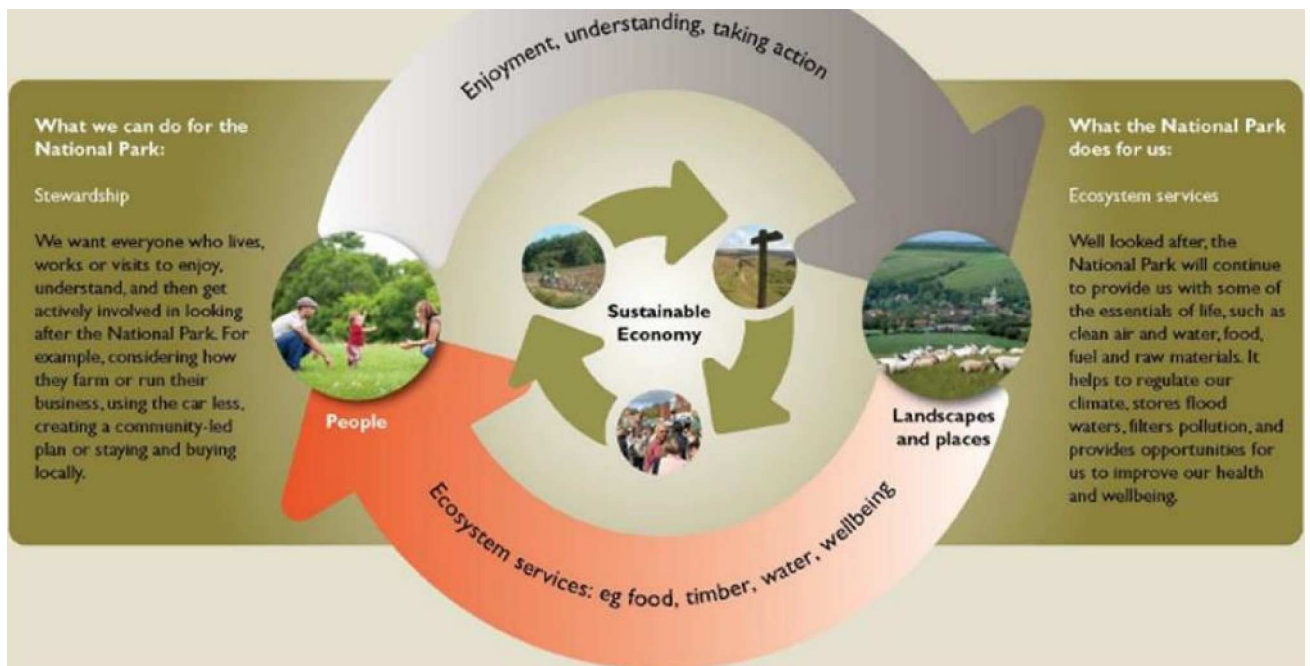 Enjoyment, understanding, taking action
What we can do for the
National Park:
Stewardship
We want everyone who lives,
works or visits to enjoy,
understand, and then get
actively involved in looking
after the National Park. For
example, considering how
they farm or run their
business, using the car less,
creating a community-led
plan or staying and buying
locally.
People
Sustainable
Economy
Landscapes
and places
Ecosystem services: eg food, timber, water, wellbeing
What the National Park
does for us:
Ecosystem services
Well looked after, the
National Park will continue
to provide us with some of
the essentials of life, such as
clean air and water, food,
fuel and raw materials. It
helps to regulate our
climate, stores flood
waters, filters pollution, and
provides opportunities for
us to improve our health
and wellbeing.